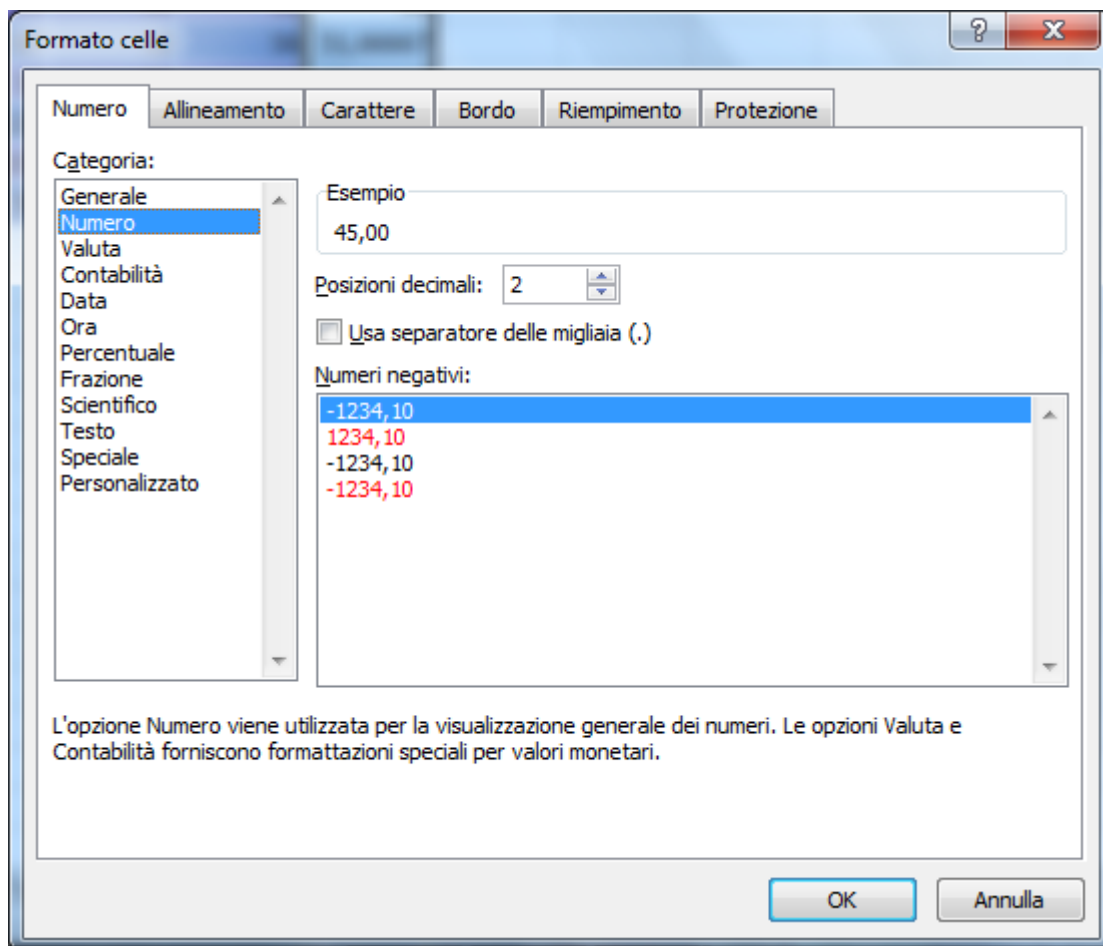 Formato celle
Numero Allineamento Carattere Bordo Riempimento Protezione
Categoria:
Generale
Numero
Valuta
Contabilità
Data
Ora
Percentuale
Frazione
Scientifico
Testo
Speciale
Personalizzato
Esempio
45,00
Posizioni decimali: 2
Usa separatore delle migliaia (.)
Numeri negativi:
-1234,10
1234,10
-1234,10
-1234,10
L'opzione Numero viene utilizzata per la visualizzazione generale dei numeri. Le opzioni Valuta e
Contabilità forniscono formattazioni speciali per valori monetari.
OK Annulla